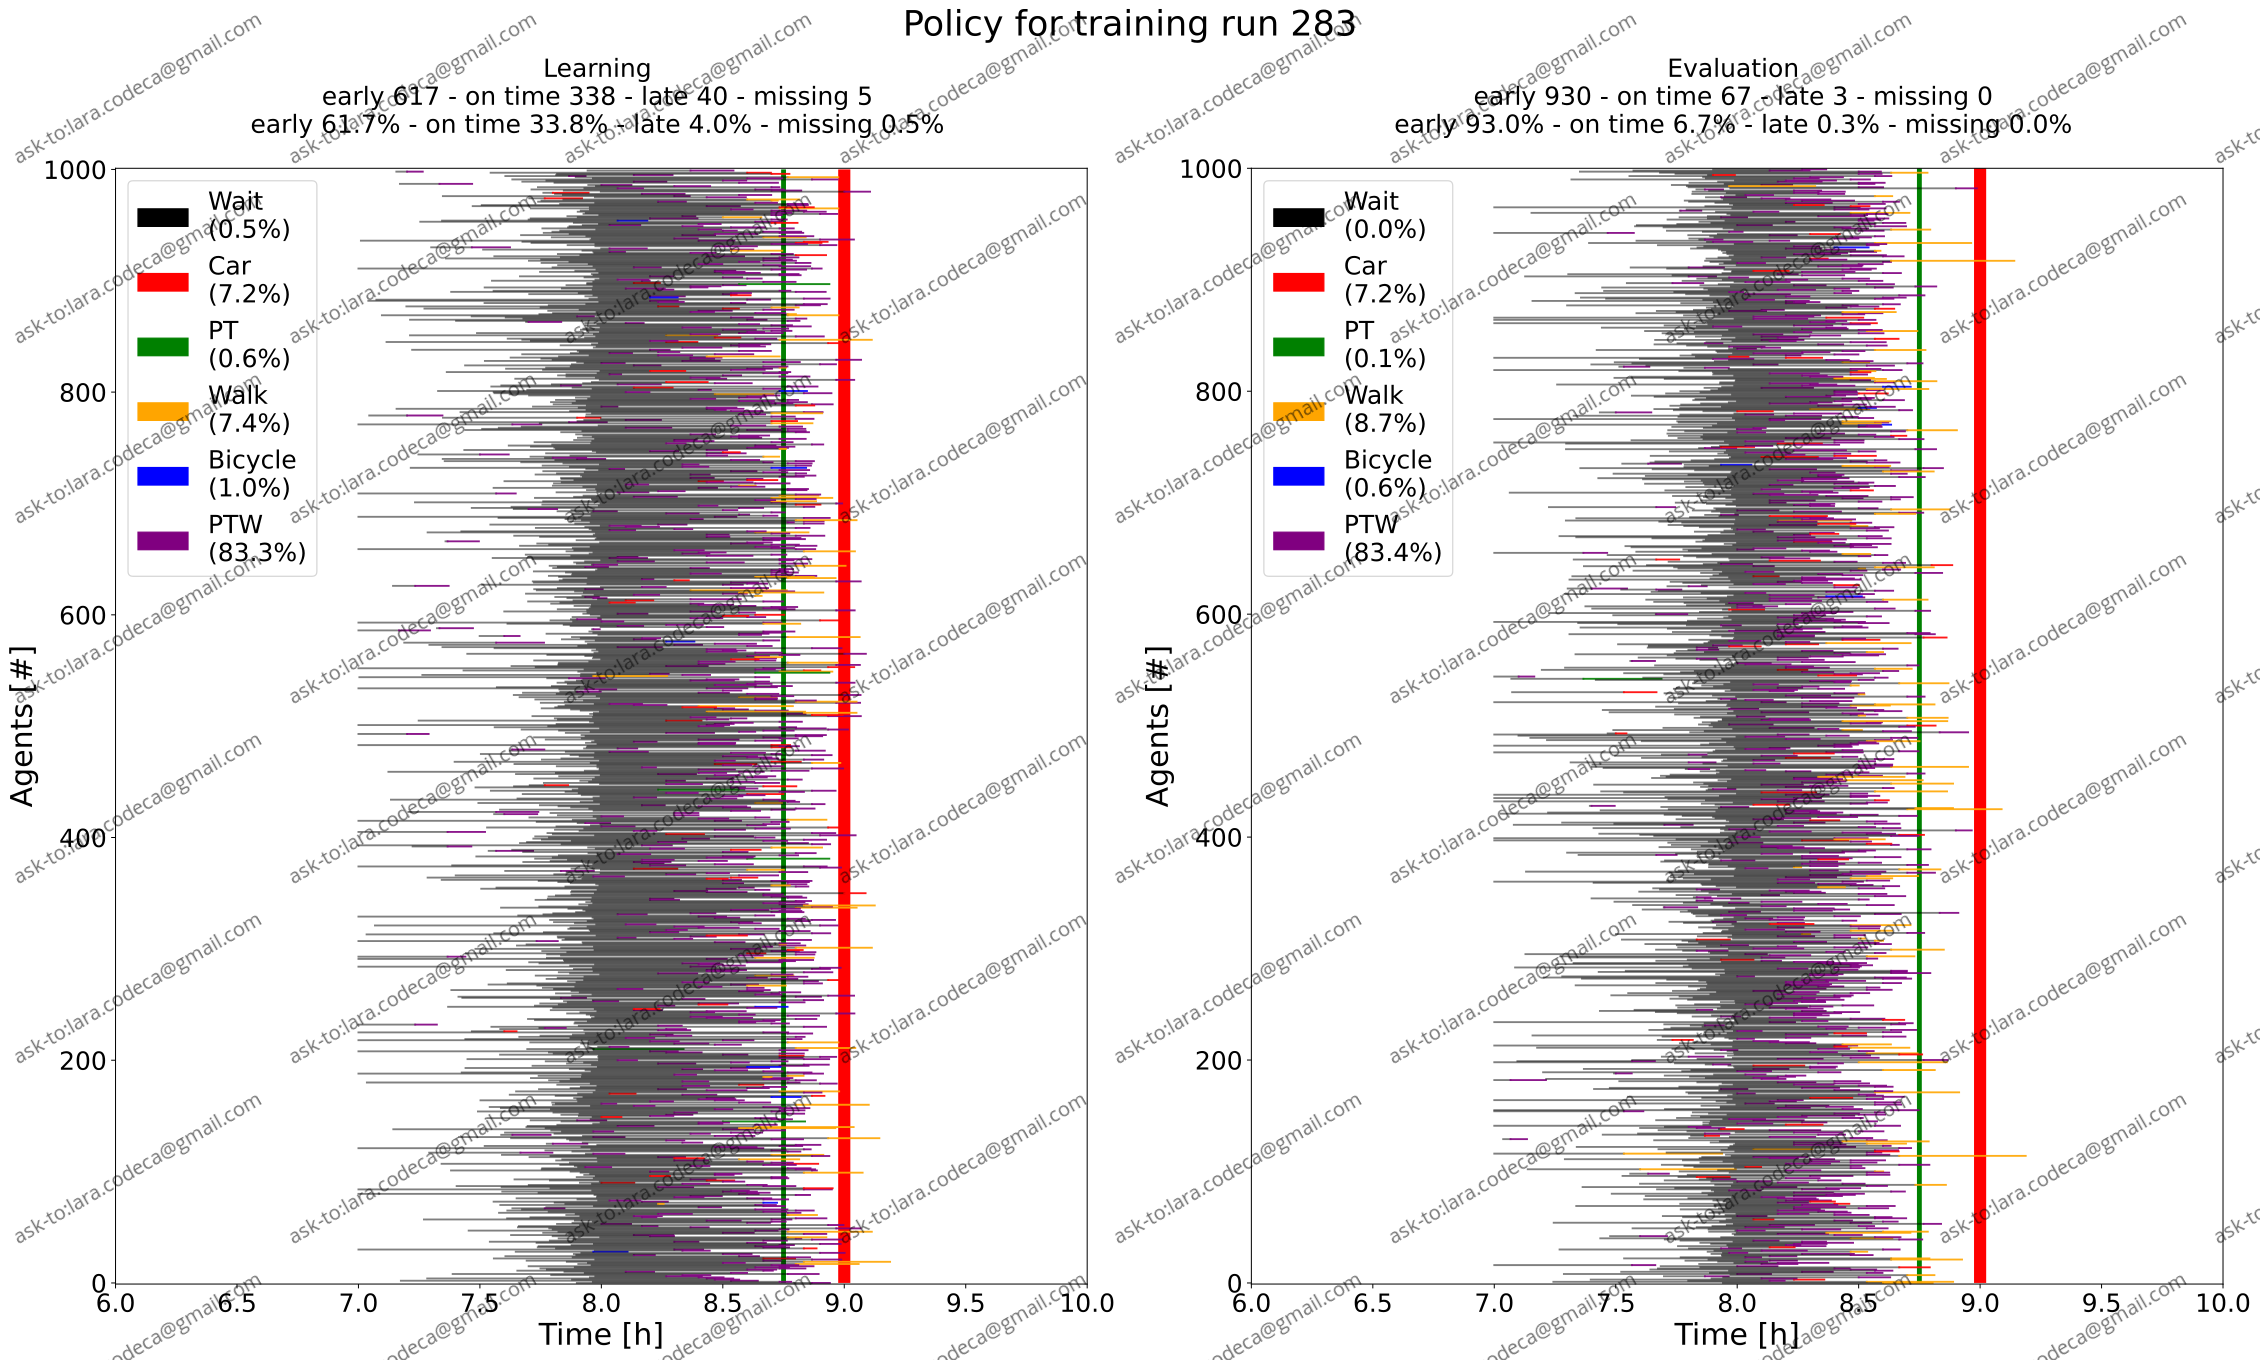 Policy for training run 283
Learning
early 617 - on time 338 - late 40 - missing 5
early 61.7% - on time 33.8% - late 4.0% - missing 0.5%
Evaluation
early 930 - on time 67 - late 3 - missing 0
early 93.0% - on time 6.7% - late 0.3% - missing 0.0%
Agents [#]
1000
800
600
400
200
0
Wait
(0.5%)
Car
(7.2%)
PT
(0.6%)
Walk
(7.4%)
Bicycle
(1.0%)
PTW
(83.3%)
6.0 6.5 7.0 7.5 8.0 8.5 9.0 9.5 10.0
Time [h]
Agents [#]
1000
800
600
400
200
0
Wait
(0.0%)
Car
(7.2%)
PT
(0.1%)
Walk
(8.7%)
Bicycle
(0.6%)
PTW
(83.4%)
6.0 6.5 7.0 7.5 8.0 8.5 9.0 9.5 10.0
Time [h]
ask-to:lara.codeca@gmail.com